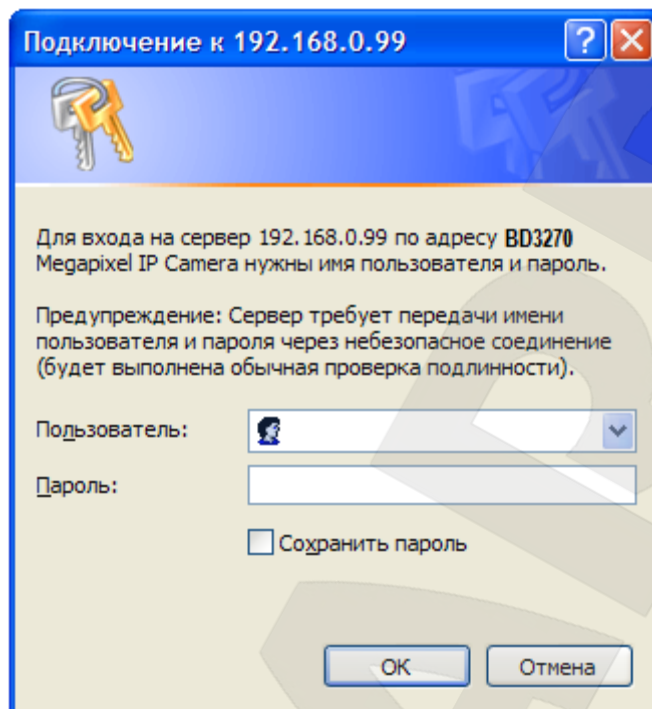 Подключение к 192.168.0.99
Для входа на сервер 192.168.0.99 по адресу BD3270
Megapixel IP Camera нужны имя пользователя и пароль.
Предупреждение: Сервер требует передачи имени
пользователя и пароля через небезопасное соединение
(будет выполнена обычная проверка подлинности).
Пользователь:
Пароль:
Сохранить пароль
OK
Отмена